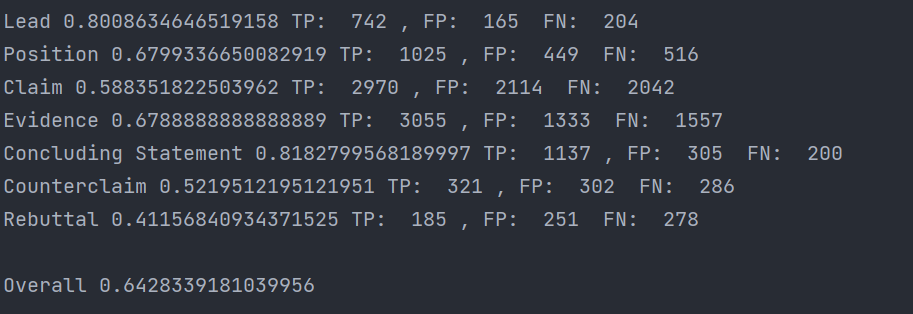 Lead 0.8008634646519158 TP:  742 , FP:  165  FN:  204
Position 0.6799336650082919 TP:  1025 , FP:  449  FN:  516
Claim 0.588351822503962 TP:  2970 , FP:  2114  FN:  2042
Evidence 0.6788888888888889 TP:  3055 , FP:  1333  FN:  1557
Concluding Statement 0.8182799568189997 TP:  1137 , FP:  305  FN:  200
Counterclaim 0.5219512195121951 TP:  321 , FP:  302  FN:  286
Rebuttal 0.41156840934371525 TP:  185 , FP:  251  FN:  278
Overall 0.6428339181039956